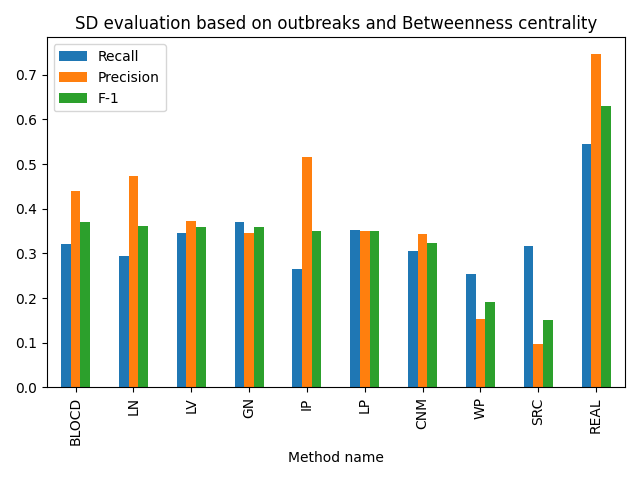 SD evaluation based on outbreaks and Betweenness centrality
Recall
Precision
F-1
0.7
0.6
0.5
0.4
0.3
0.2
0.1
0.0
BLOCD
LN
LV
GN
IP
LP
CNM
WP
SRC
REAL
Method name